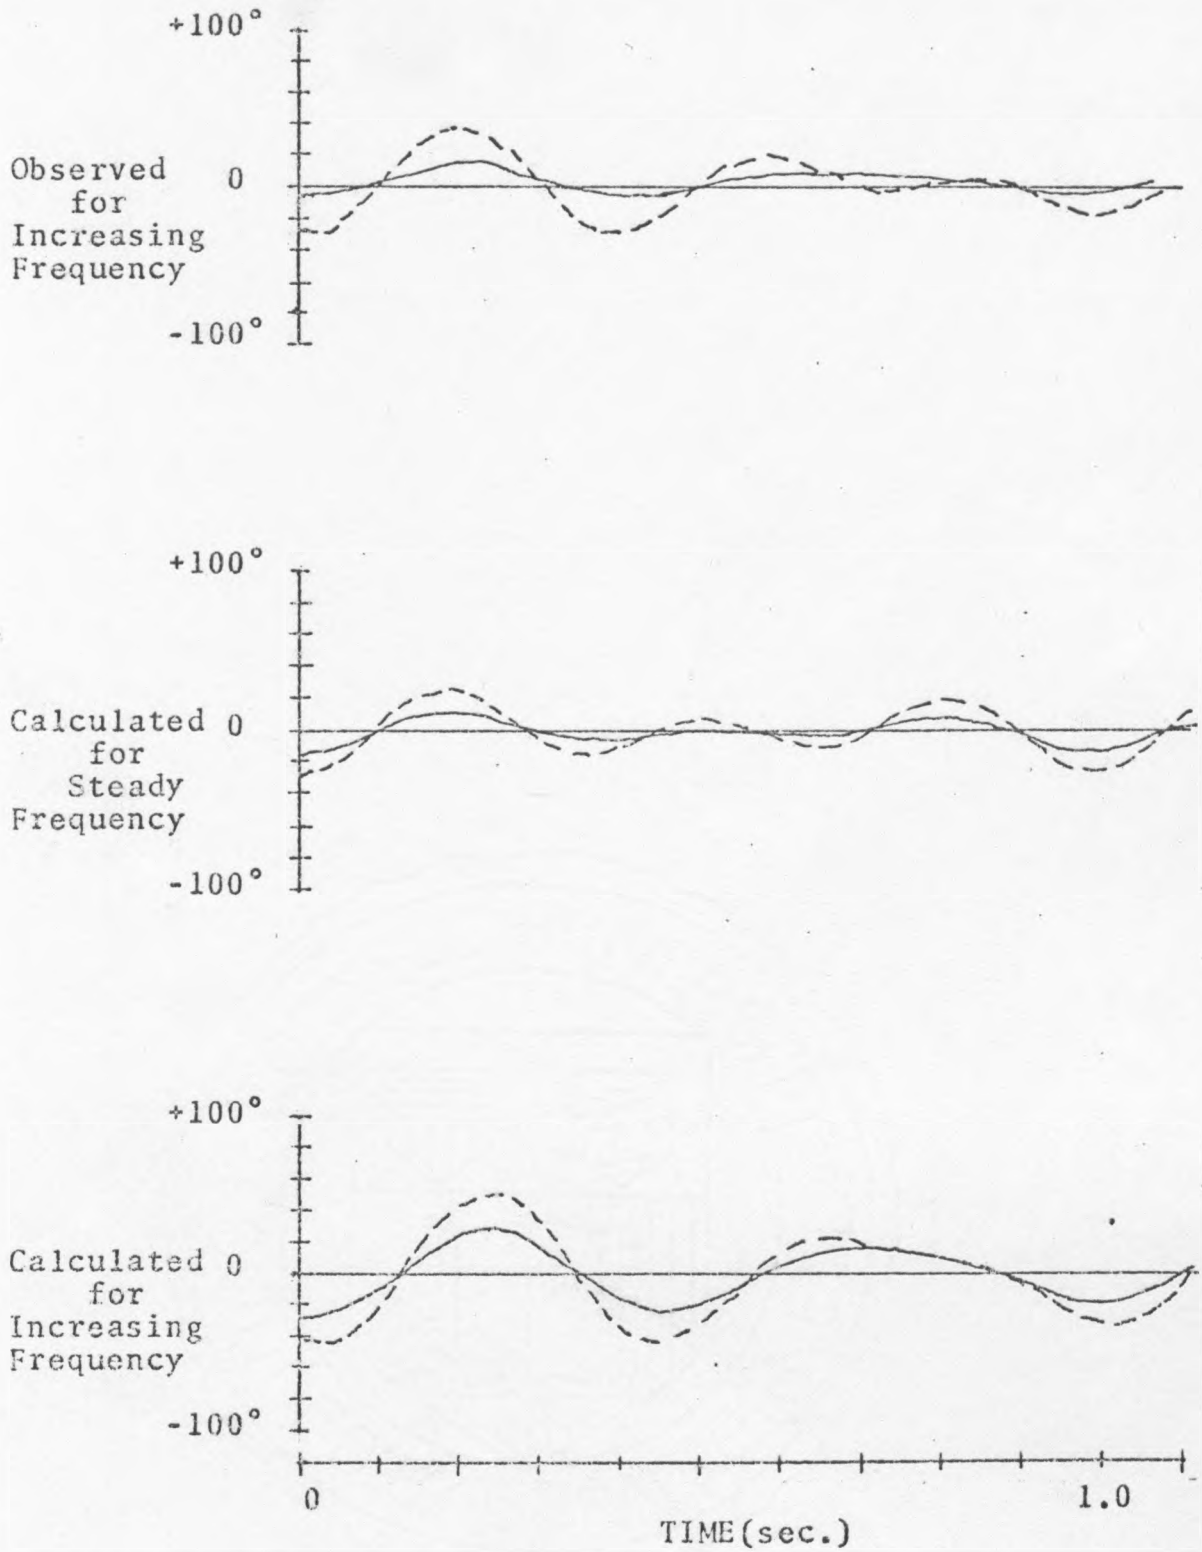 +100°
Observed 0
for
Increasing
Frequency
-100°
+100°
Calculated 0
for
Steady
Frequency
-100°
+100°
Calculated 0
for
Increasing
Frequency
-100°
0 1.0
TIME(sec.)